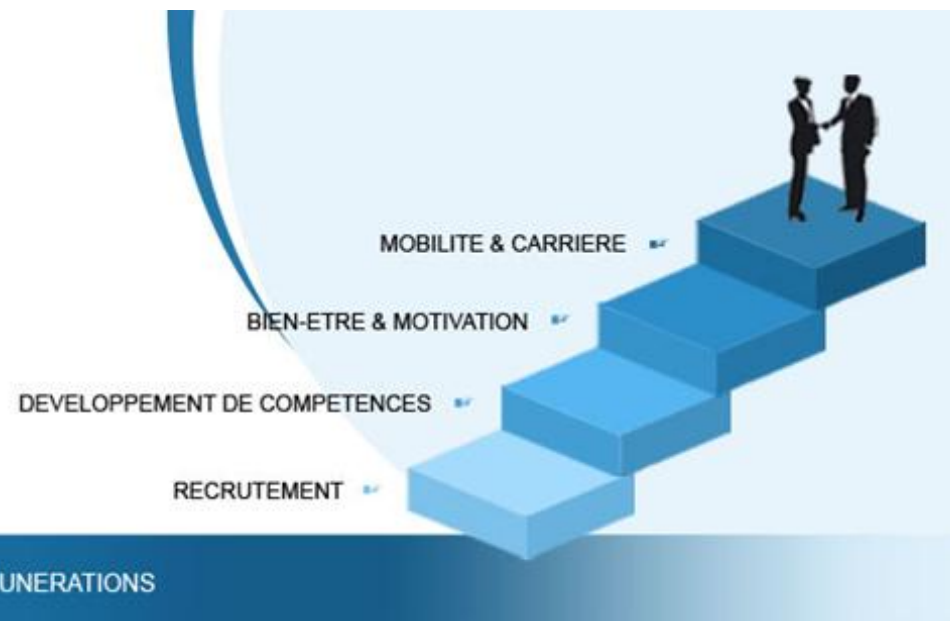 MOBILITE & CARRIERE
BIEN-ETRE & MOTIVATION
DEVELOPPEMENT DE COMPETENCES
RECRUTEMENT
UNERATIONS